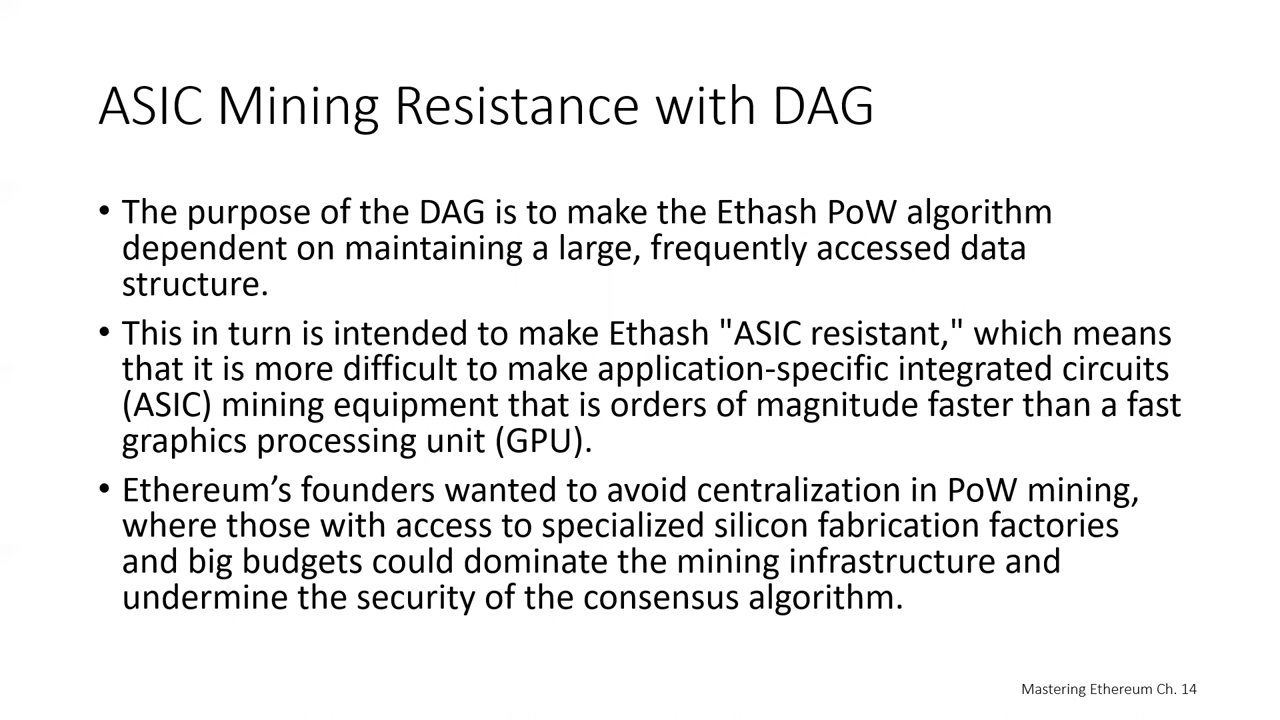 ASIC Mining Resistance with DAG
• The purpose of the DAG is to make the Ethash PoW algorithm
dependent on maintaining a large, frequently accessed data
structure.
• This in turn is intended to make Ethash "ASIC resistant," which means
that it is more difficult to make application-specific integrated circuits
(ASIC) mining equipment that is orders of magnitude faster than a fast
graphics processing unit (GPU).
• Ethereum’s founders wanted to avoid centralization in PoW mining,
where those with access to specialized silicon fabrication factories
and big budgets could dominate the mining infrastructure and
undermine the security of the consensus algorithm.
Mastering Ethereum Ch. 14